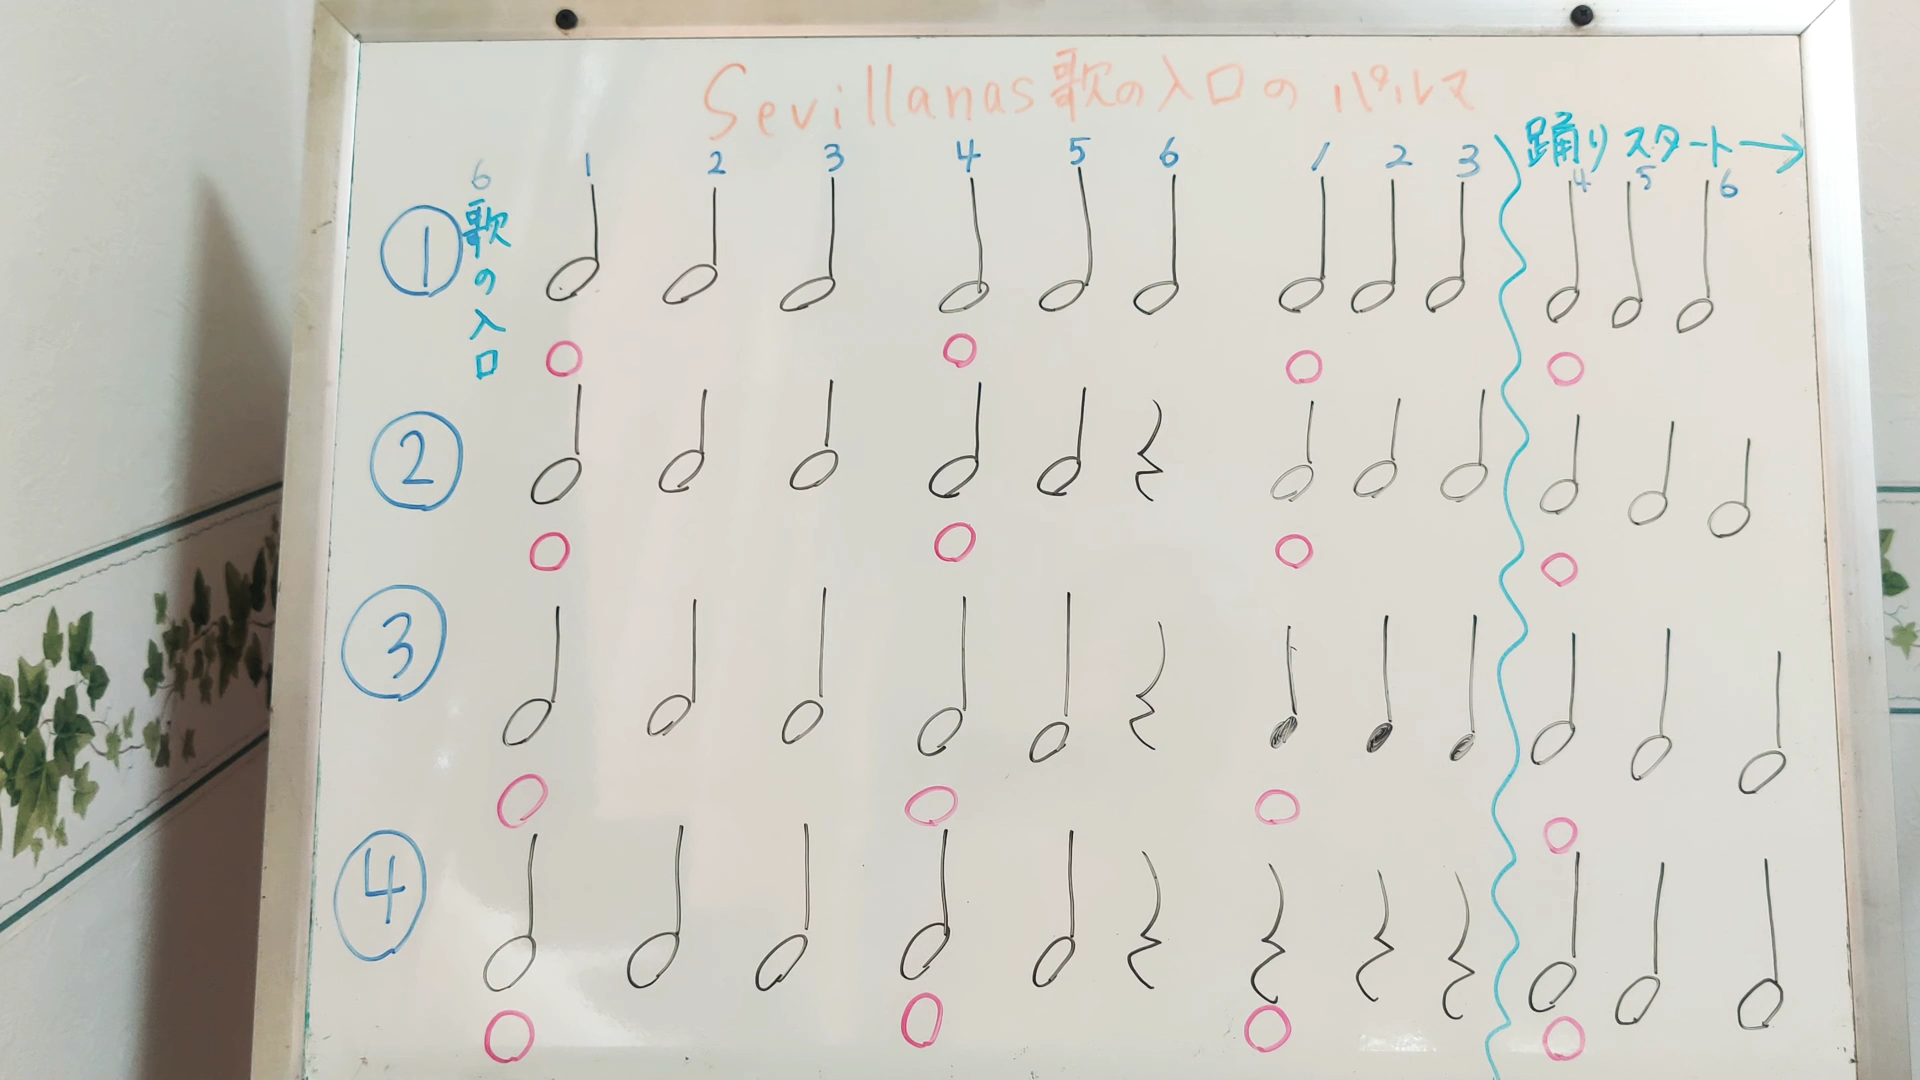 Sevillanas歌の入口のパルマ
踊りスタート→
6 1 2 3 4 5 6 1 2 3 4 5 6
歌の入口
①
②
③
④